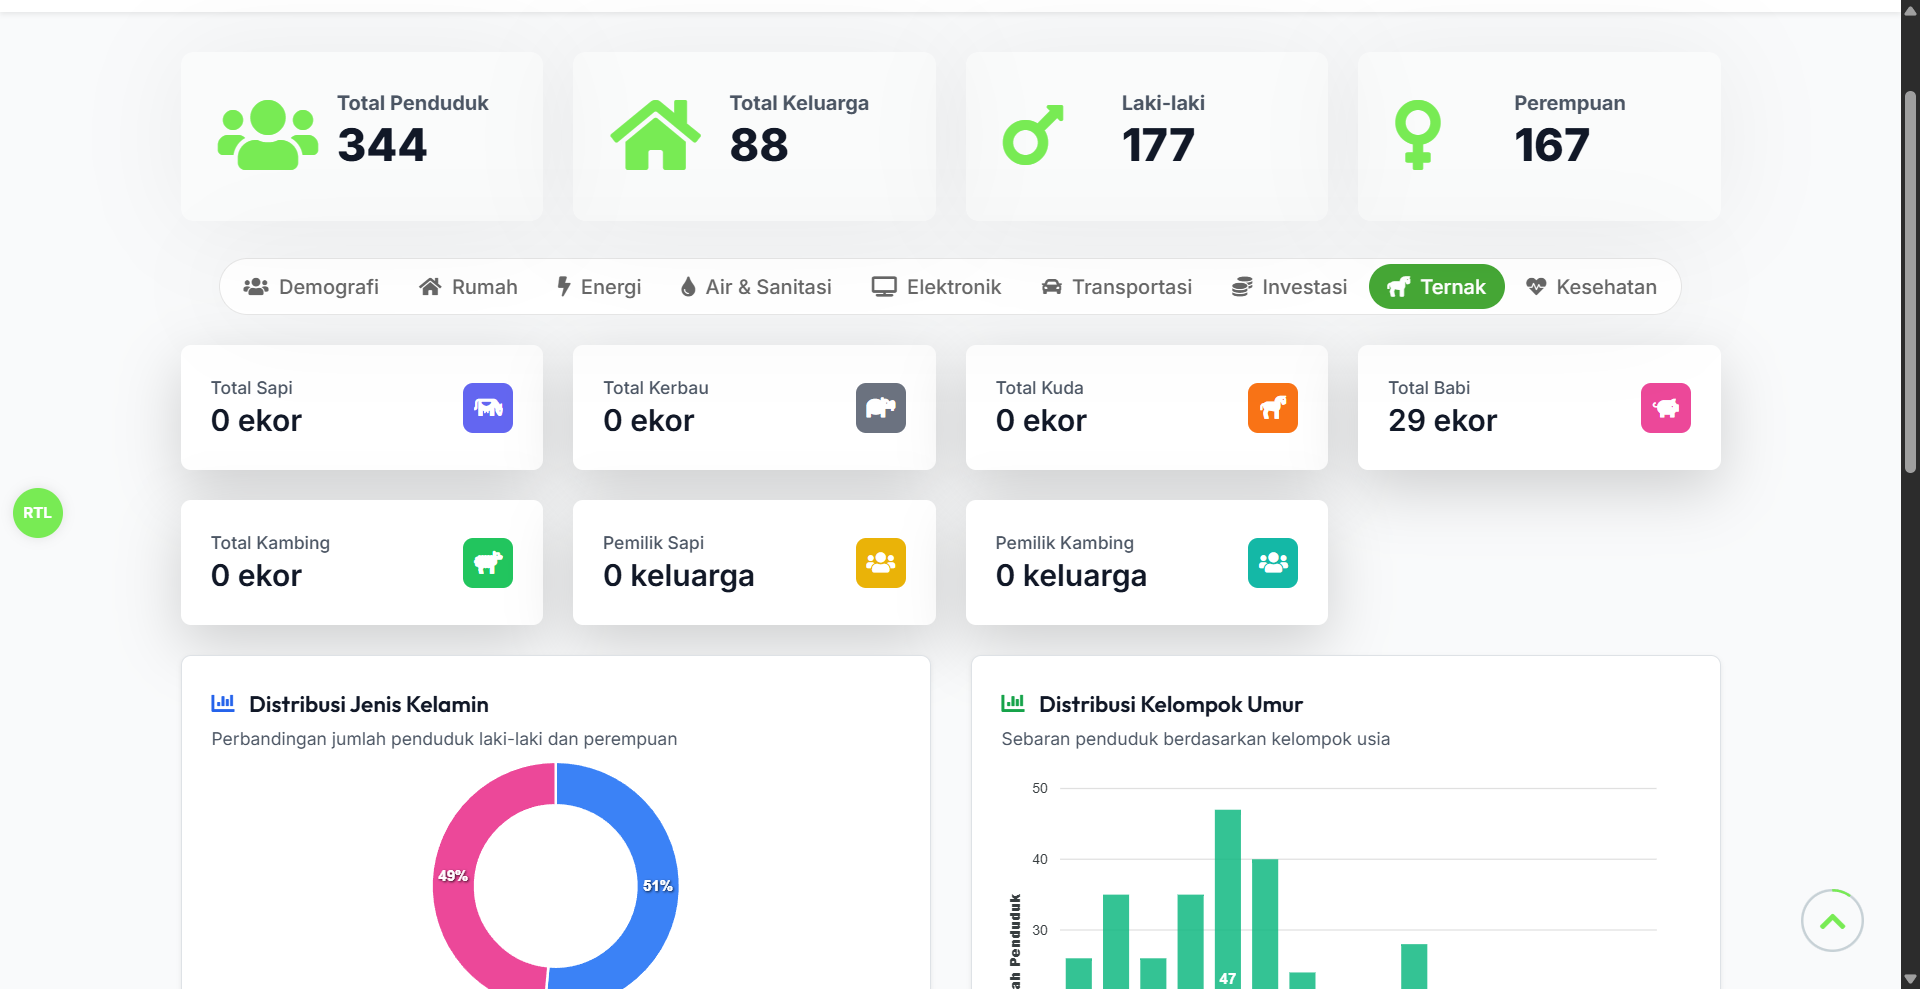 Total Penduduk
344
Total Keluarga
88
Laki-laki
177
Perempuan
167
Demografi
Rumah
Energi
Air & Sanitasi
Elektronik
Transportasi
Investasi
Ternak
Kesehatan
Total Sapi
0 ekor
Total Kerbau
0 ekor
Total Kuda
0 ekor
Total Babi
29 ekor
Total Kambing
0 ekor
Pemilik Sapi
0 keluarga
Pemilik Kambing
0 keluarga
RTL
Distribusi Jenis Kelamin
Perbandingan jumlah penduduk laki-laki dan perempuan
49%
51%
Distribusi Kelompok Umur
Sebaran penduduk berdasarkan kelompok usia
50
40
30
ah Penduduk
47